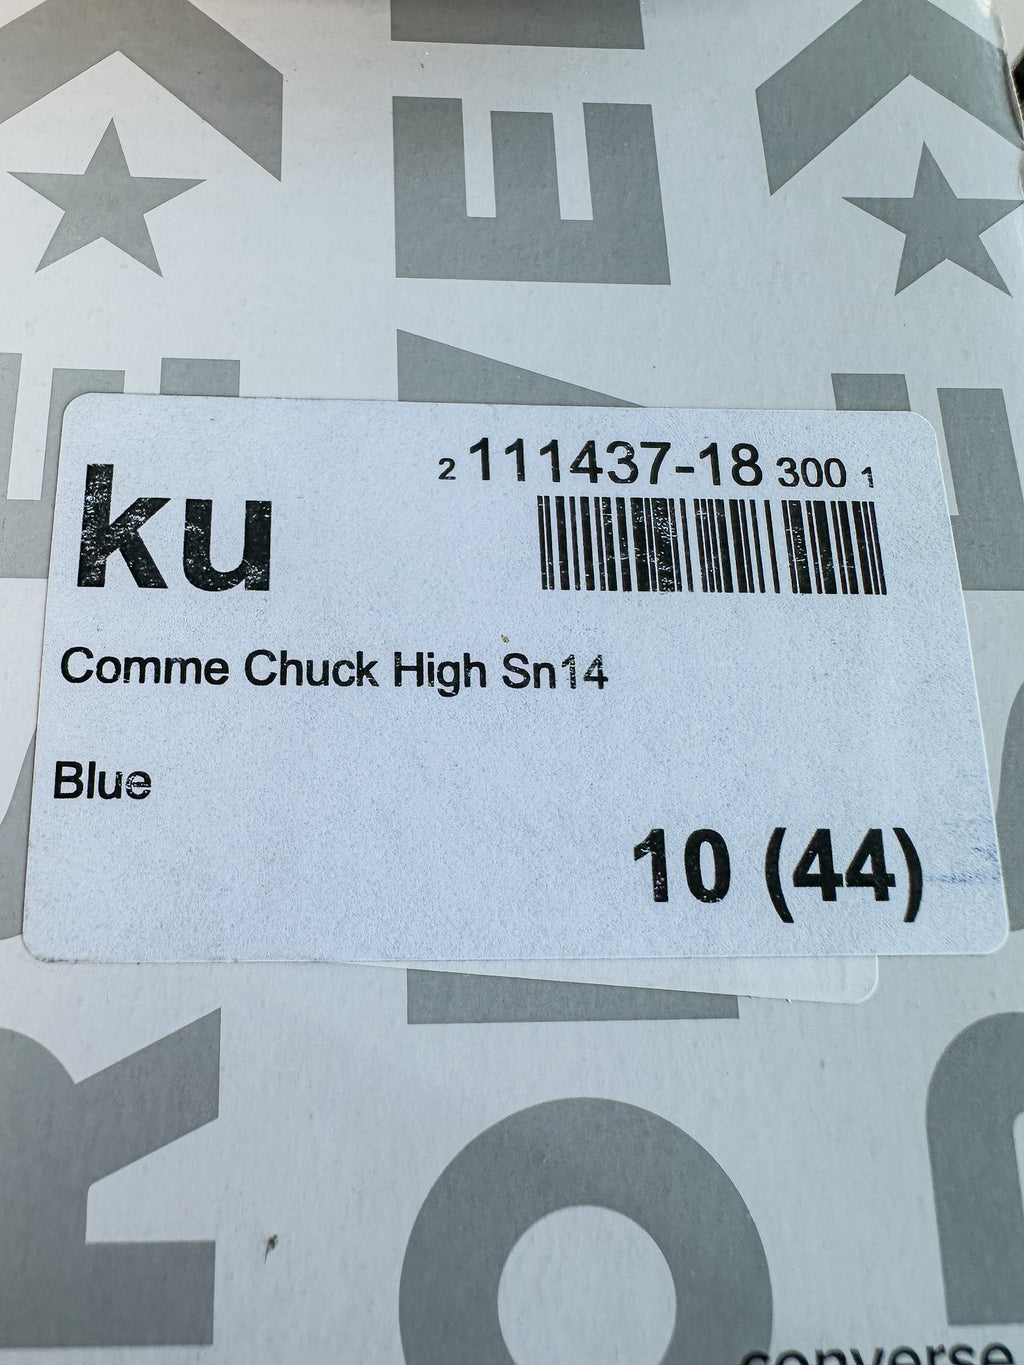 2 111437-18 300 1
ku
Comme Chuck High Sn14
Blue
10 (44)
converse